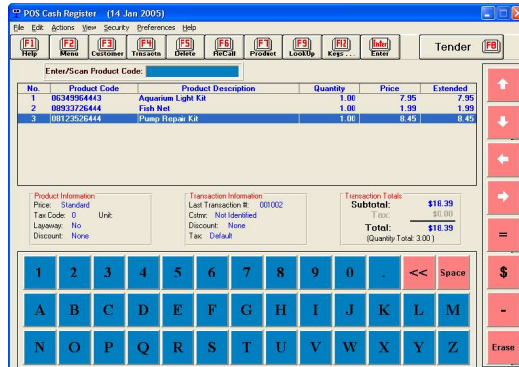 POS Cash Register (14 Jan 2005)
File Edit Actions View Security Preferences Help
F1 Help F2 Menu F3 Customer F4 Trnsactn F5 Delete F6 ReCall F7 Product F9 LookUp F12 Keys... Enter Enter Tender F8
Enter/Scan Product Code:
No. Product Code Product Description Quantity Price Extended
1 06349964443 Aquarium Light Kit 1.00 7.95 7.95
2 08933726444 Fish Net 1.00 1.99 1.99
3 08123526444 Pump Repair Kit 1.00 8.45 8.45
Product Information
Price: Standard
Tax Code: 0 Unit:
Layaway: No
Discount: None
Transaction Information
Last Transaction #: 001002
Cstmr: Not Identified
Discount: None
Tax: Default
Transaction Totals
Subtotal: $18.39
Tax: $0.00
Total: $18.39
(Quantity Total: 3.00 )
1 2 3 4 5 6 7 8 9 0 . << Space
A B C D E F G H I J K L M
N O P Q R S T U V W X Y Z
=
$
-
Erase